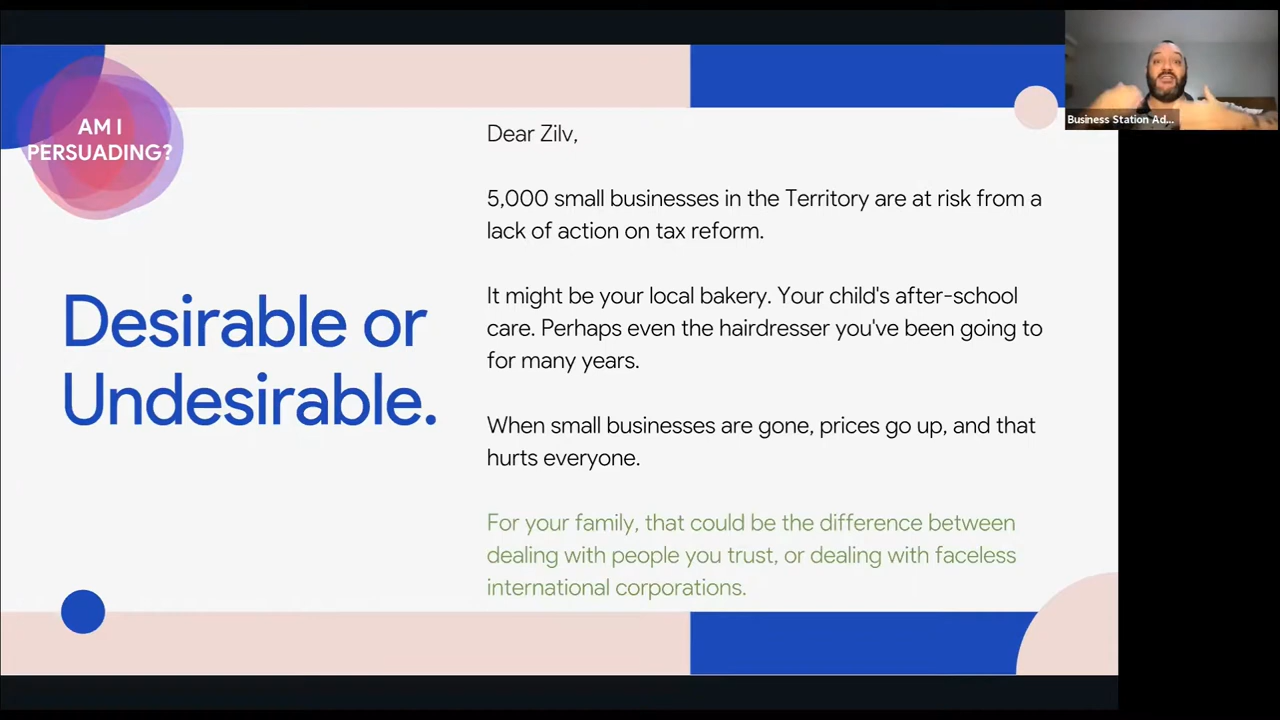 AM I
PERSUADING?
Desirable or
Undesirable.
Dear Zilv,
5,000 small businesses in the Territory are at risk from a
lack of action on tax reform.
It might be your local bakery. Your child's after-school
care. Perhaps even the hairdresser you've been going to
for many years.
When small businesses are gone, prices go up, and that
hurts everyone.
For your family, that could be the difference between
dealing with people you trust, or dealing with faceless
international corporations.
Business Station Ad...